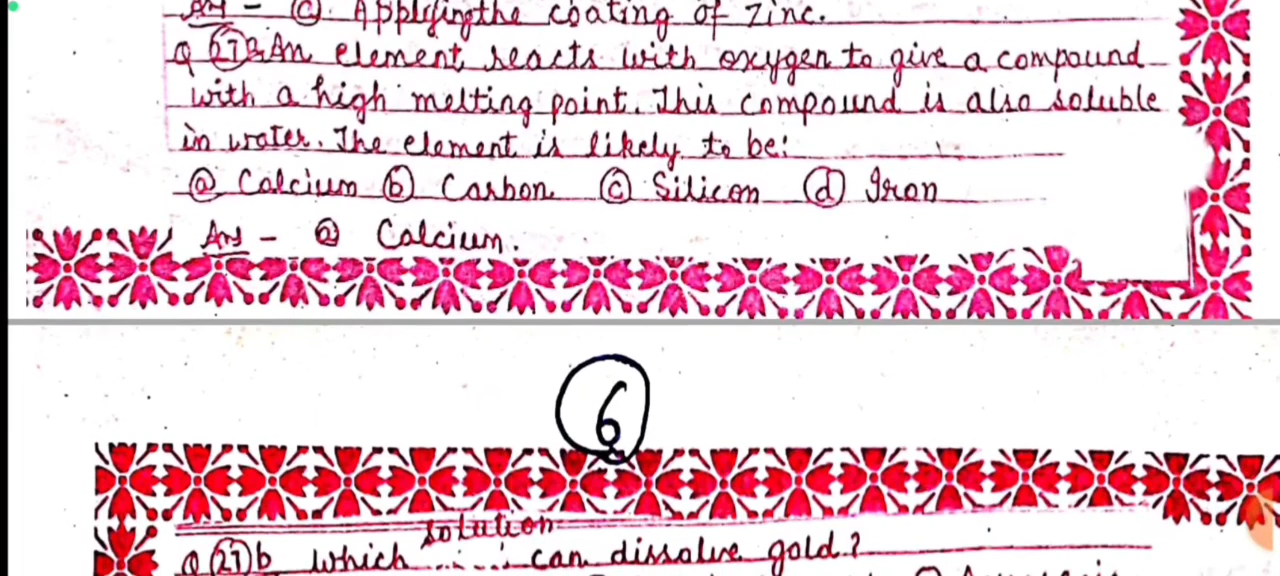 Ans - (c). Applying the coating of zinc.
Q (67) An element reacts with oxygen to give a compound
with a high melting point. This compound is also soluble
in water. The element is likely to be:
(a) Calcium (b) Carbon (c) Silicon (d) Iron
Ans - (a) Calcium.
6
solution
Q (27) b which ..... can dissolve gold?